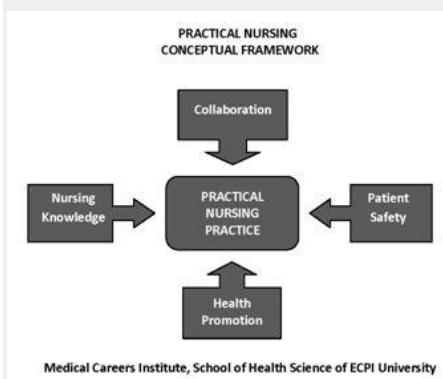 PRACTICAL NURSING
CONCEPTUAL FRAMEWORK
Collaboration
Nursing
Knowledge
PRACTICAL
NURSING
PRACTICE
Patient
Safety
Health
Promotion
Medical Careers Institute, School of Health Science of ECPI University